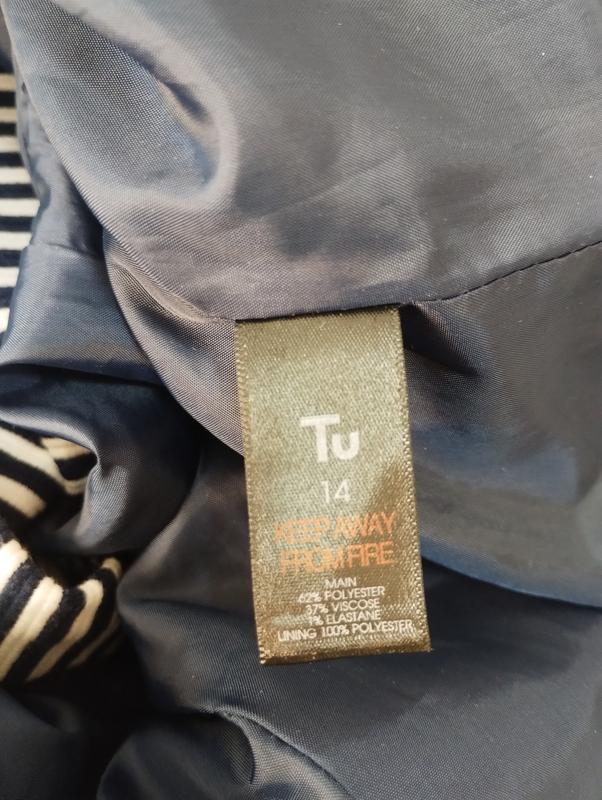 Tu
14
KEEP AWAY
FROM FIRE
MAIN
62% POLYESTER
37% VISCOSE
1% ELASTANE
LINING 100% POLYESTER